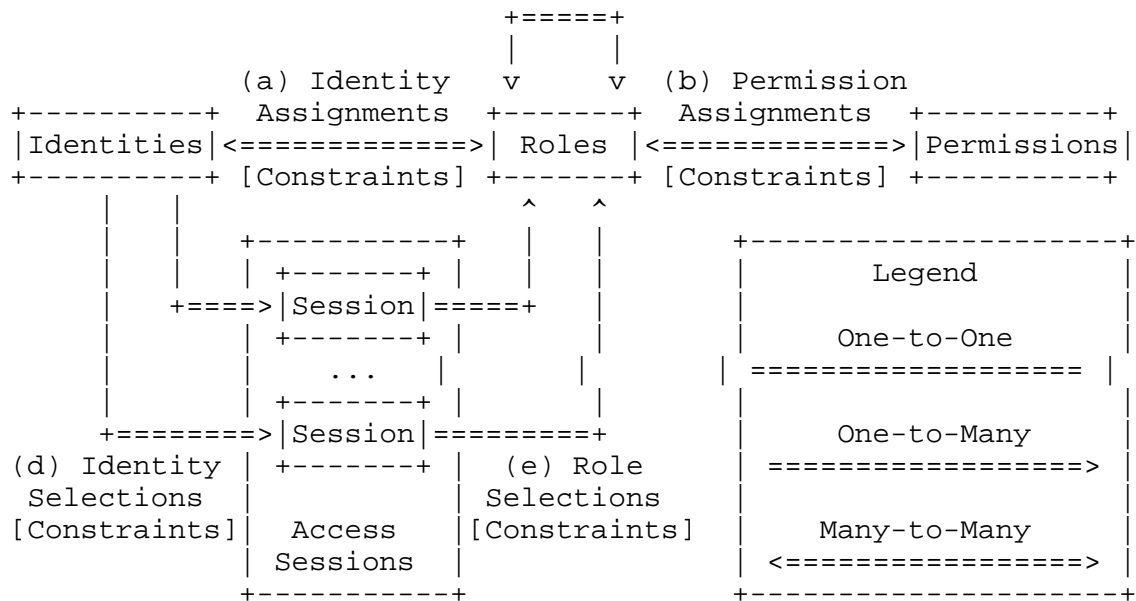 +=====+
                            |     |
             (a) Identity   v     v  (b) Permission
+----------+  Assignments  +-------+  Assignments  +----------+
|Identities|<=============>| Roles |<=============>|Permissions|
+----------+ [Constraints] +-------+ [Constraints] +----------+
     |   |                   ^   ^
     |   |   +-----------+   |   |       +---------------------+
     |   |   | +-------+ |   |   |       |       Legend        |
     |   +====>|Session|=====+   |       |                     |
     |       | +-------+ |       |       |     One-to-One      |
     |       |    ...    |       |       | =================== |
     |       | +-------+ |       |       |                     |
     +========>|Session|=========+       |     One-to-Many     |
(d) Identity | +-------+ |  (e) Role     | ==================> |
 Selections  |           | Selections    |                     |
[Constraints]|  Access   |[Constraints]  |    Many-to-Many     |
             | Sessions  |               | <=================> |
             +-----------+               +---------------------+